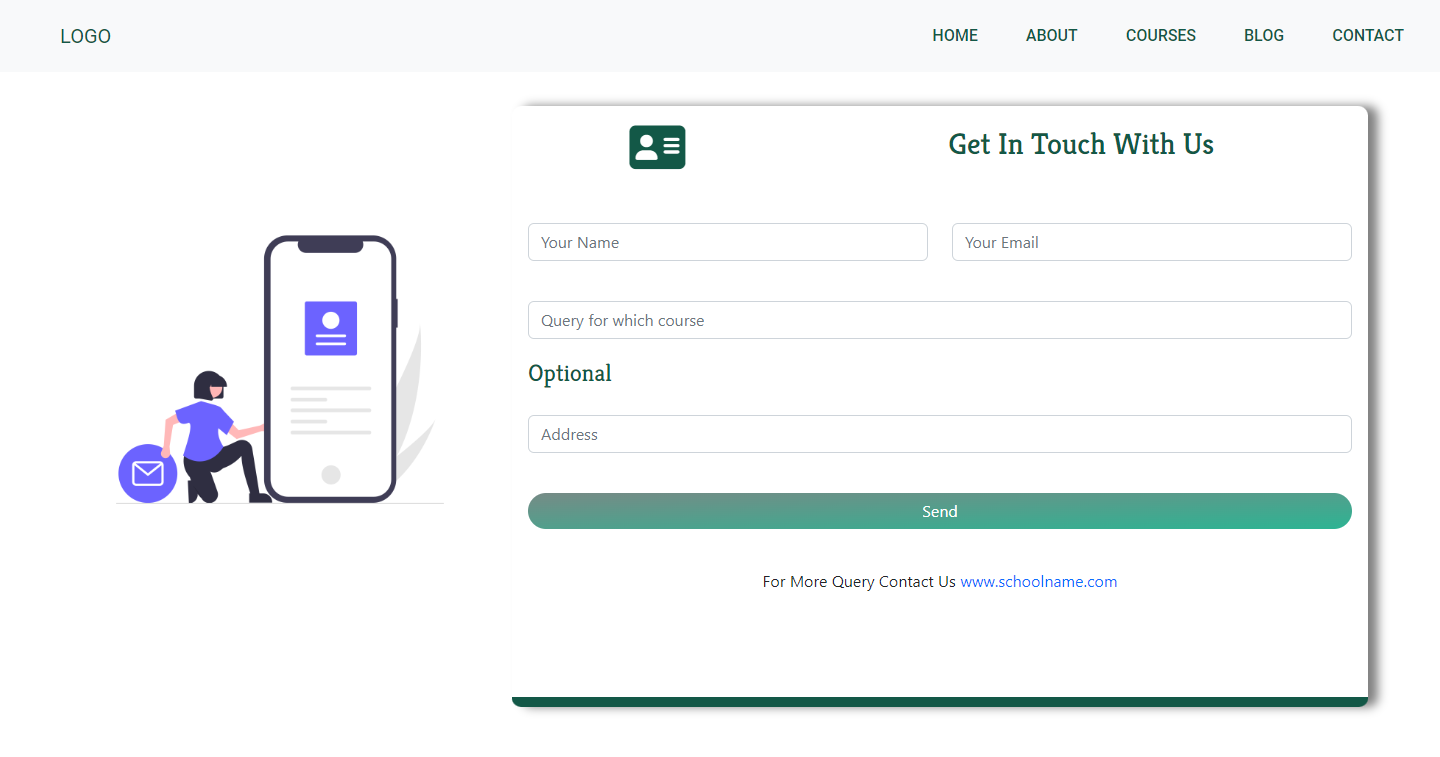 LOGO
HOME ABOUT COURSES BLOG CONTACT
Get In Touch With Us
Your Name
Your Email
Query for which course
Optional
Address
Send
For More Query Contact Us www.schoolname.com